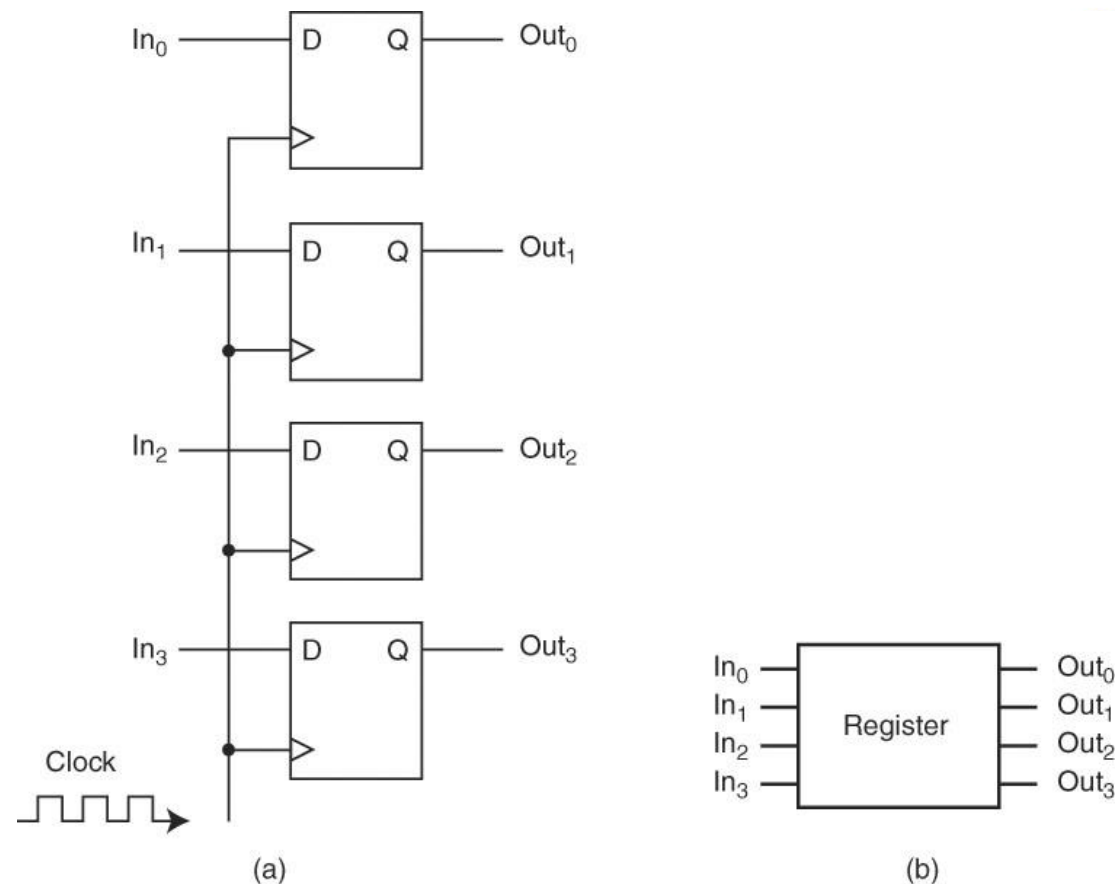 In₀ D Q Out₀
In₁ D Q Out₁
In₂ D Q Out₂
In₃ D Q Out₃
Clock
(a)
In₀ Out₀
In₁ Out₁
Register
In₂ Out₂
In₃ Out₃
(b)